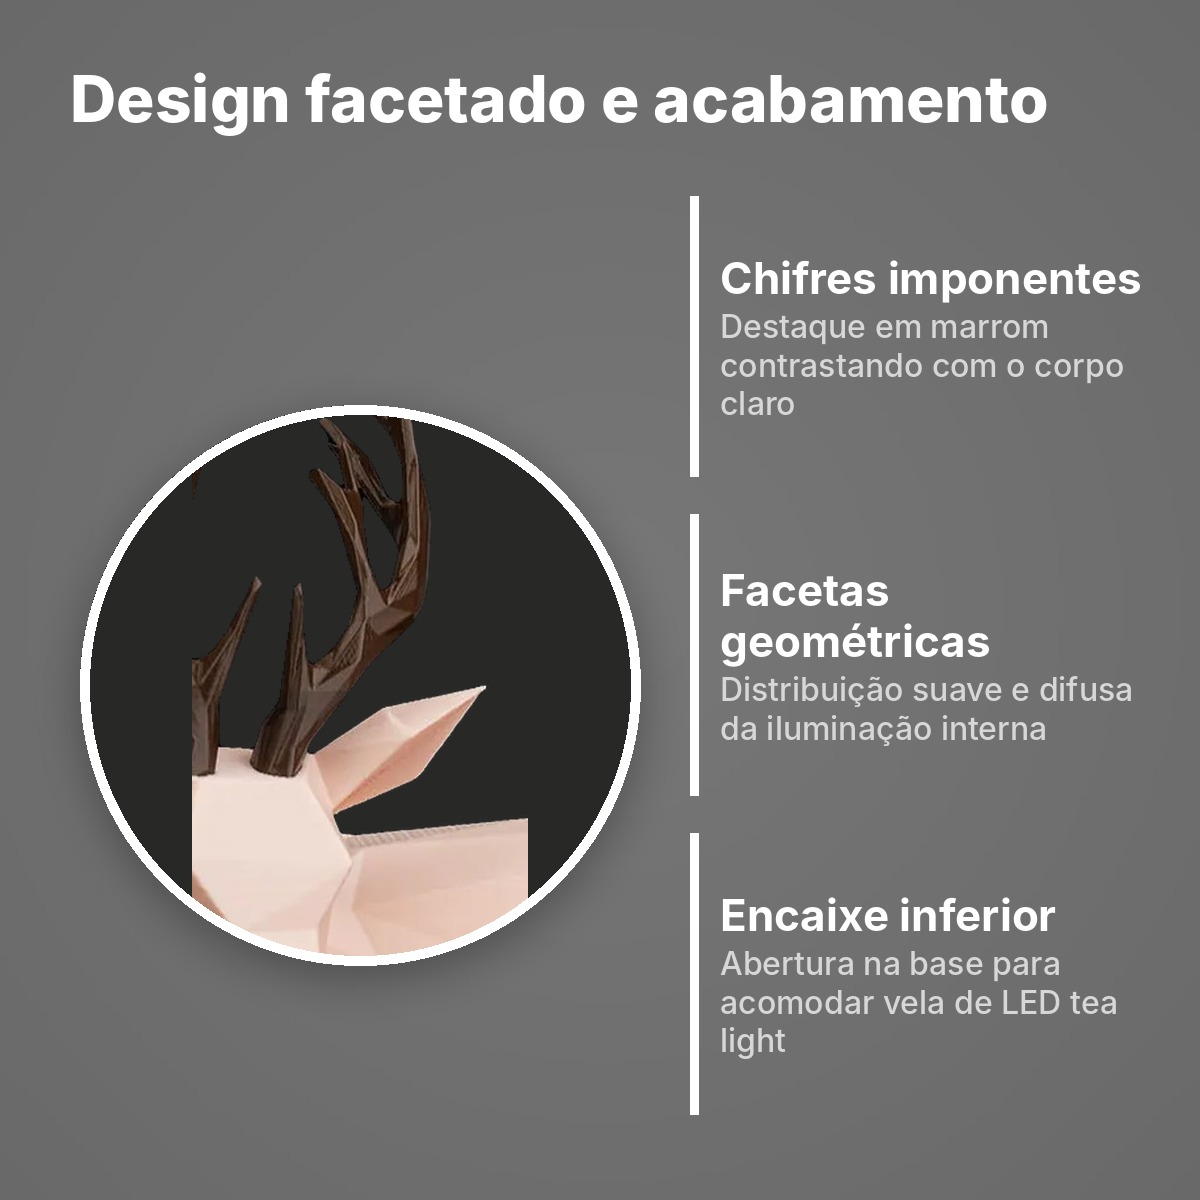 Design facetado e acabamento
Chifres imponentes
Destaque em marrom
contrastando com o corpo
claro
Facetas
geométricas
Distribuição suave e difusa
da iluminação interna
Encaixe inferior
Abertura na base para
acomodar vela de LED tea
light